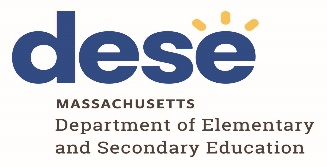 dese
MASSACHUSETTS
Department of Elementary
and Secondary Education